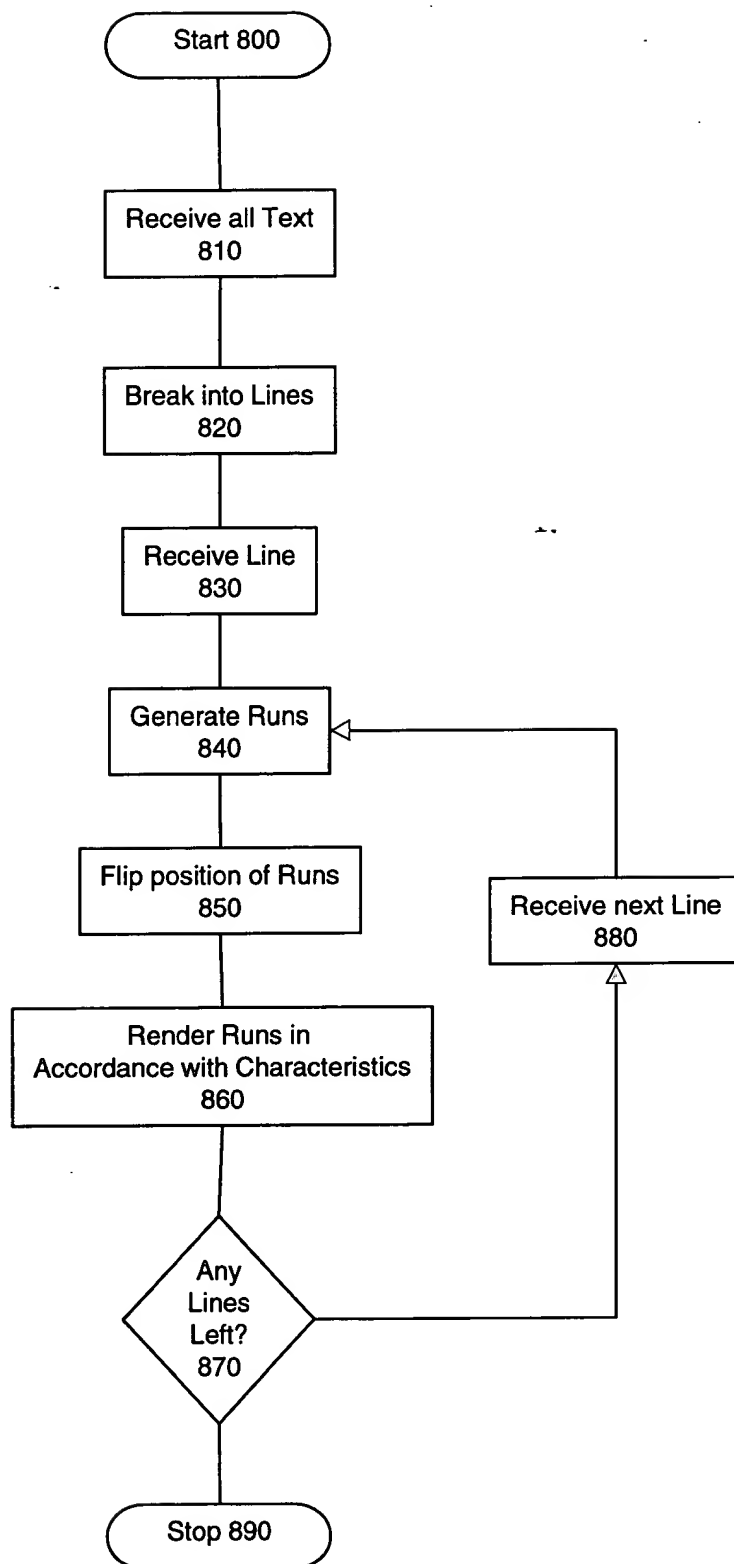 Start 800
Receive all Text
810
Break into Lines
820
Receive Line
830
Generate Runs
840
Flip position of Runs
850
Receive next Line
880
Render Runs in
Accordance with Characteristics
860
Any
Lines
Left?
870
Stop 890